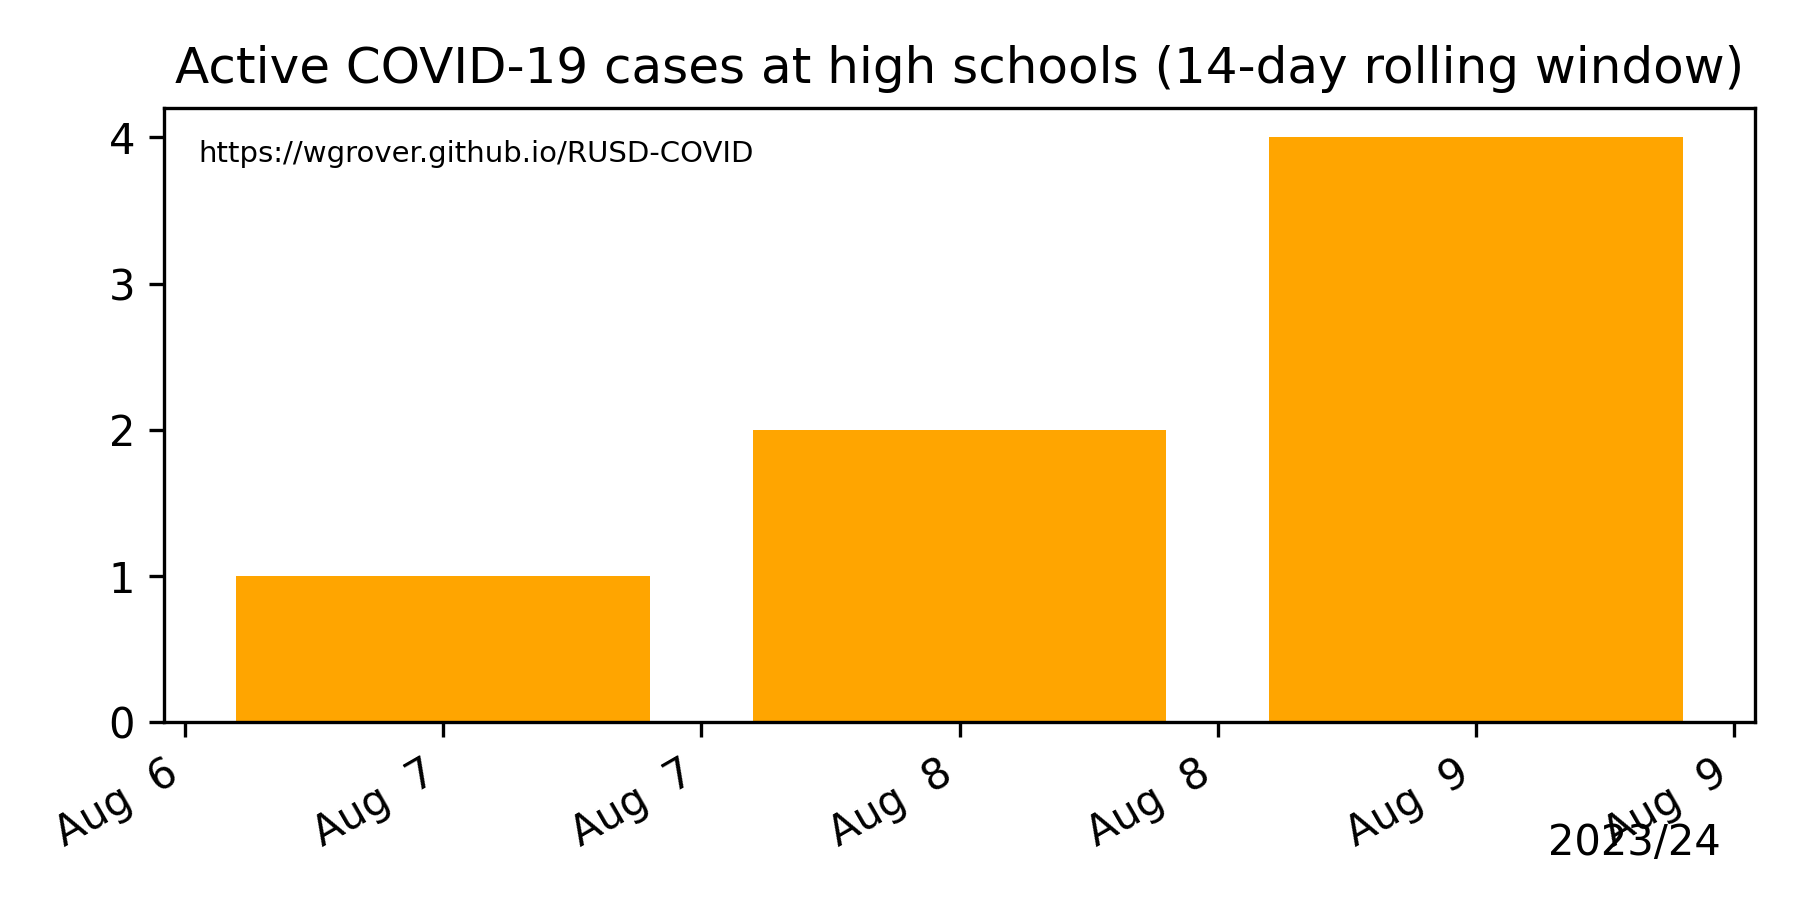 Active COVID-19 cases at high schools (14-day rolling window)
https://wgrover.github.io/RUSD-COVID
4
3
2
1
0
Aug 6
Aug 7
Aug 7
Aug 8
Aug 8
Aug 9
Aug 9
2023/24